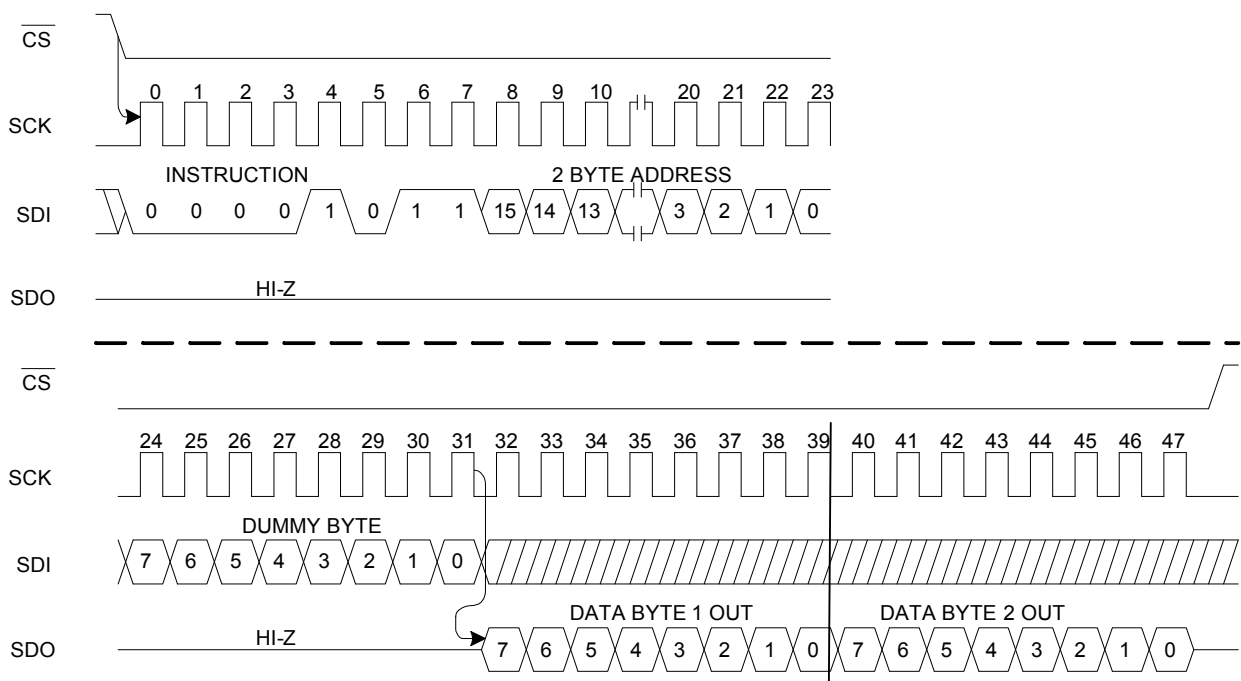 CS
0 1 2 3 4 5 6 7 8 9 10 20 21 22 23
SCK
INSTRUCTION 2 BYTE ADDRESS
SDI 0 0 0 0 1 0 1 1 15 14 13 3 2 1 0
HI-Z
SDO
CS
24 25 26 27 28 29 30 31 32 33 34 35 36 37 38 39 40 41 42 43 44 45 46 47
SCK
DUMMY BYTE
SDI 7 6 5 4 3 2 1 0
DATA BYTE 1 OUT DATA BYTE 2 OUT
HI-Z
SDO 7 6 5 4 3 2 1 0 7 6 5 4 3 2 1 0